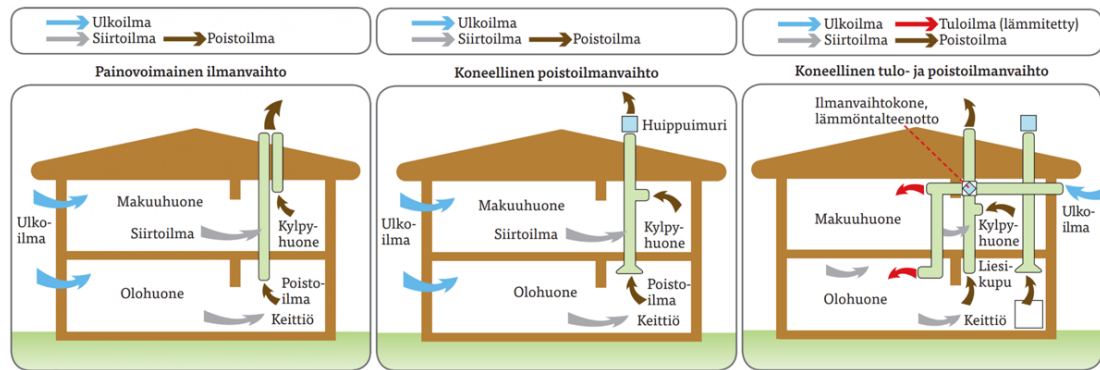 Ulkoilma
Siirtoilma Poistoilma
Painovoimainen ilmanvaihto
Ulko-
ilma
Makuuhuone
Siirtoilma
Kylpy-
huone
Olohuone
Poisto-
ilma
Keittiö
Ulkoilma
Siirtoilma Poistoilma
Koneellinen poistoilmanvaihto
Huippuimuri
Ulko-
ilma
Makuuhuone
Siirtoilma
Kylpy-
huone
Olohuone
Poisto-
ilma
Keittiö
Ulkoilma Tuloilma (lämmitetty)
Siirtoilma Poistoilma
Koneellinen tulo- ja poistoilmanvaihto
Ilmanvaihtokone,
lämmöntalteenotto
Makuuhuone
Kylpy-
huone
Ulko-
ilma
Olohuone
Liesi-
kupu
Keittiö